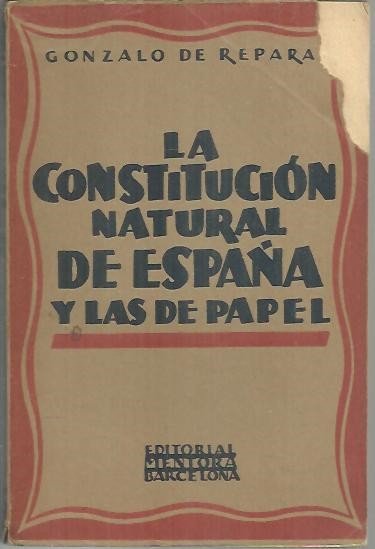 GONZALO DE REPARA
LA
CONSTITUCIÓN
NATURAL
DE ESPAÑA
Y LAS DE PAPEL
EDITORIAL
MENTORA
BARCELONA